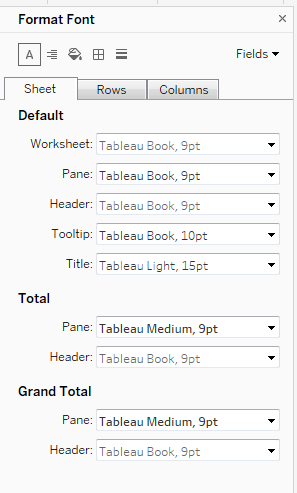 Format Font
A
Fields
Sheet Rows Columns
Default
Worksheet: Tableau Book, 9pt
Pane: Tableau Book, 9pt
Header: Tableau Book, 9pt
Tooltip: Tableau Book, 10pt
Title: Tableau Light, 15pt
Total
Pane: Tableau Medium, 9pt
Header: Tableau Book, 9pt
Grand Total
Pane: Tableau Medium, 9pt
Header: Tableau Book, 9pt